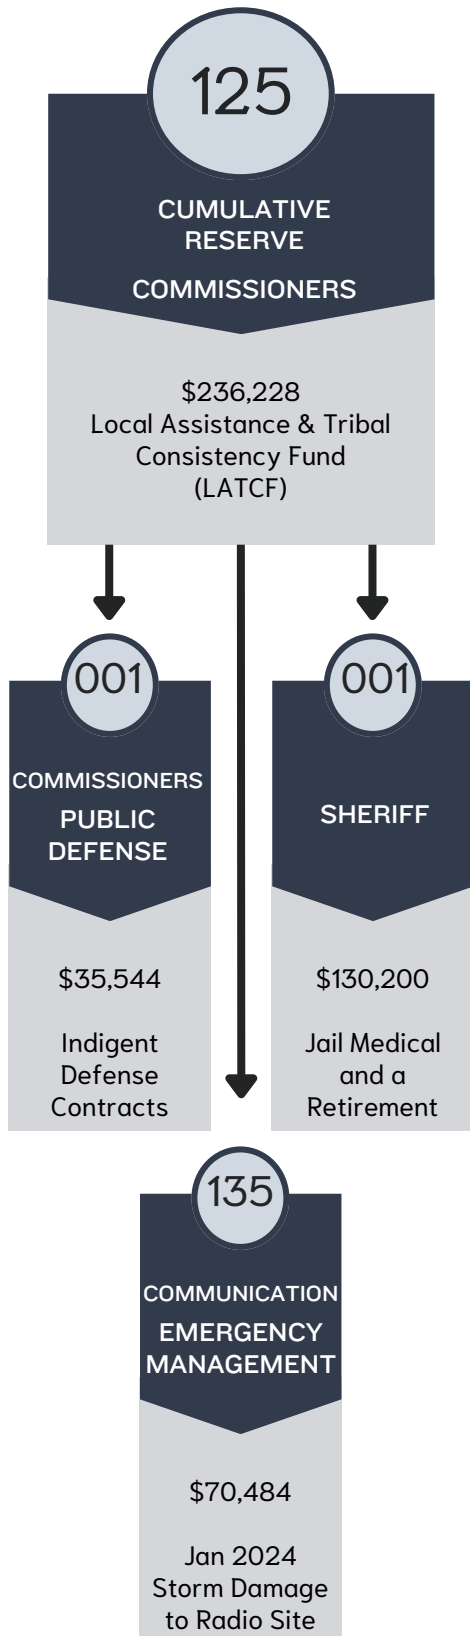 125
CUMULATIVE
RESERVE
COMMISSIONERS
$236,228
Local Assistance & Tribal
Consistency Fund
(LATCF)
001
COMMISSIONERS
PUBLIC
DEFENSE
$35,544
Indigent
Defense
Contracts
001
SHERIFF
$130,200
Jail Medical
and a
Retirement
135
COMMUNICATION
EMERGENCY
MANAGEMENT
$70,484
Jan 2024
Storm Damage
to Radio Site